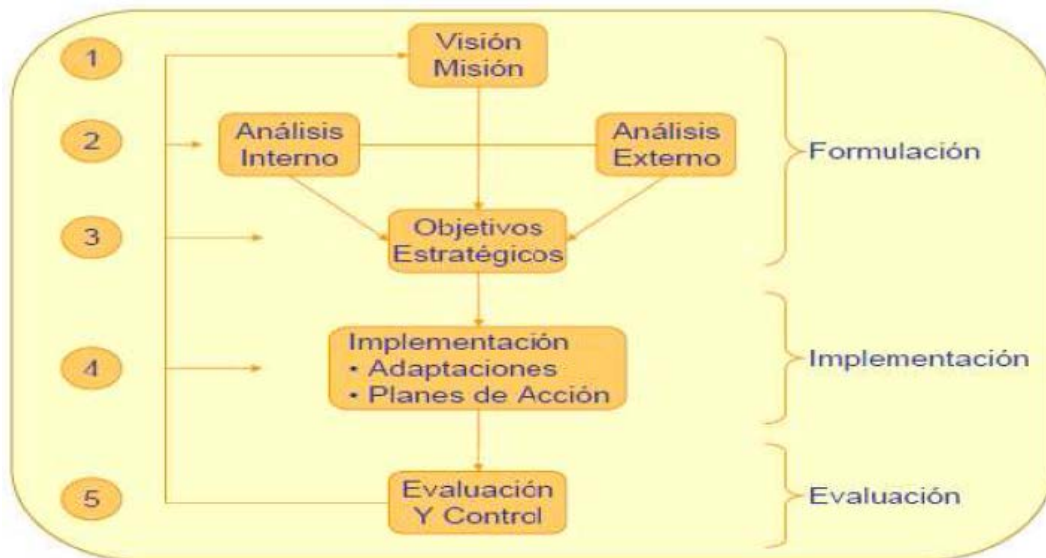 1
Visión
Misión
2
Análisis
Interno
Análisis
Externo
Formulación
3
Objetivos
Estratégicos
4
Implementación
• Adaptaciones
• Planes de Acción
Implementación
5
Evaluación
Y Control
Evaluación